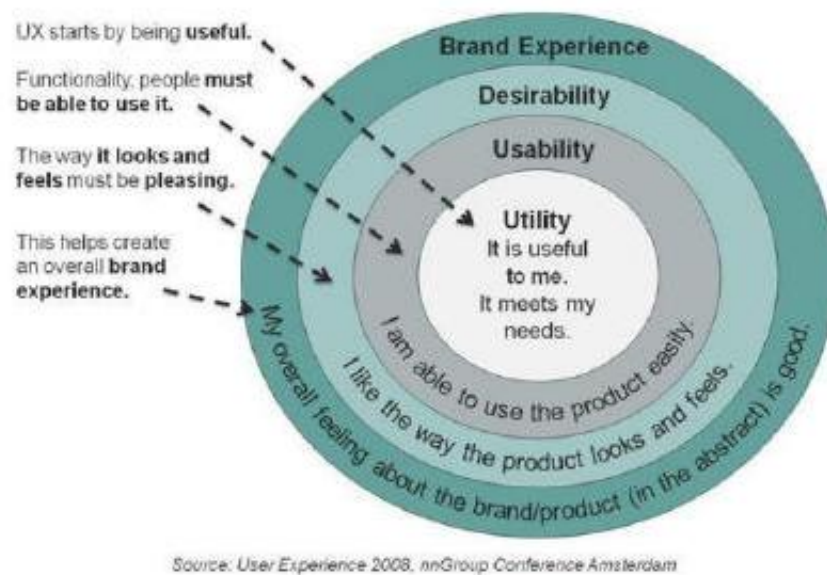 UX starts by being useful.
Functionality, people must
be able to use it.
The way it looks and
feels must be pleasing.
This helps create
an overall brand
experience.
Brand Experience
Desirability
Usability
Utility
It is useful
to me.
It meets my
needs.
I am able to use the product easily.
I like the way the product looks and feels.
My overall feeling about the brand/product (in the abstract) is good.
Source: User Experience 2008, nnGroup Conference Amsterdam